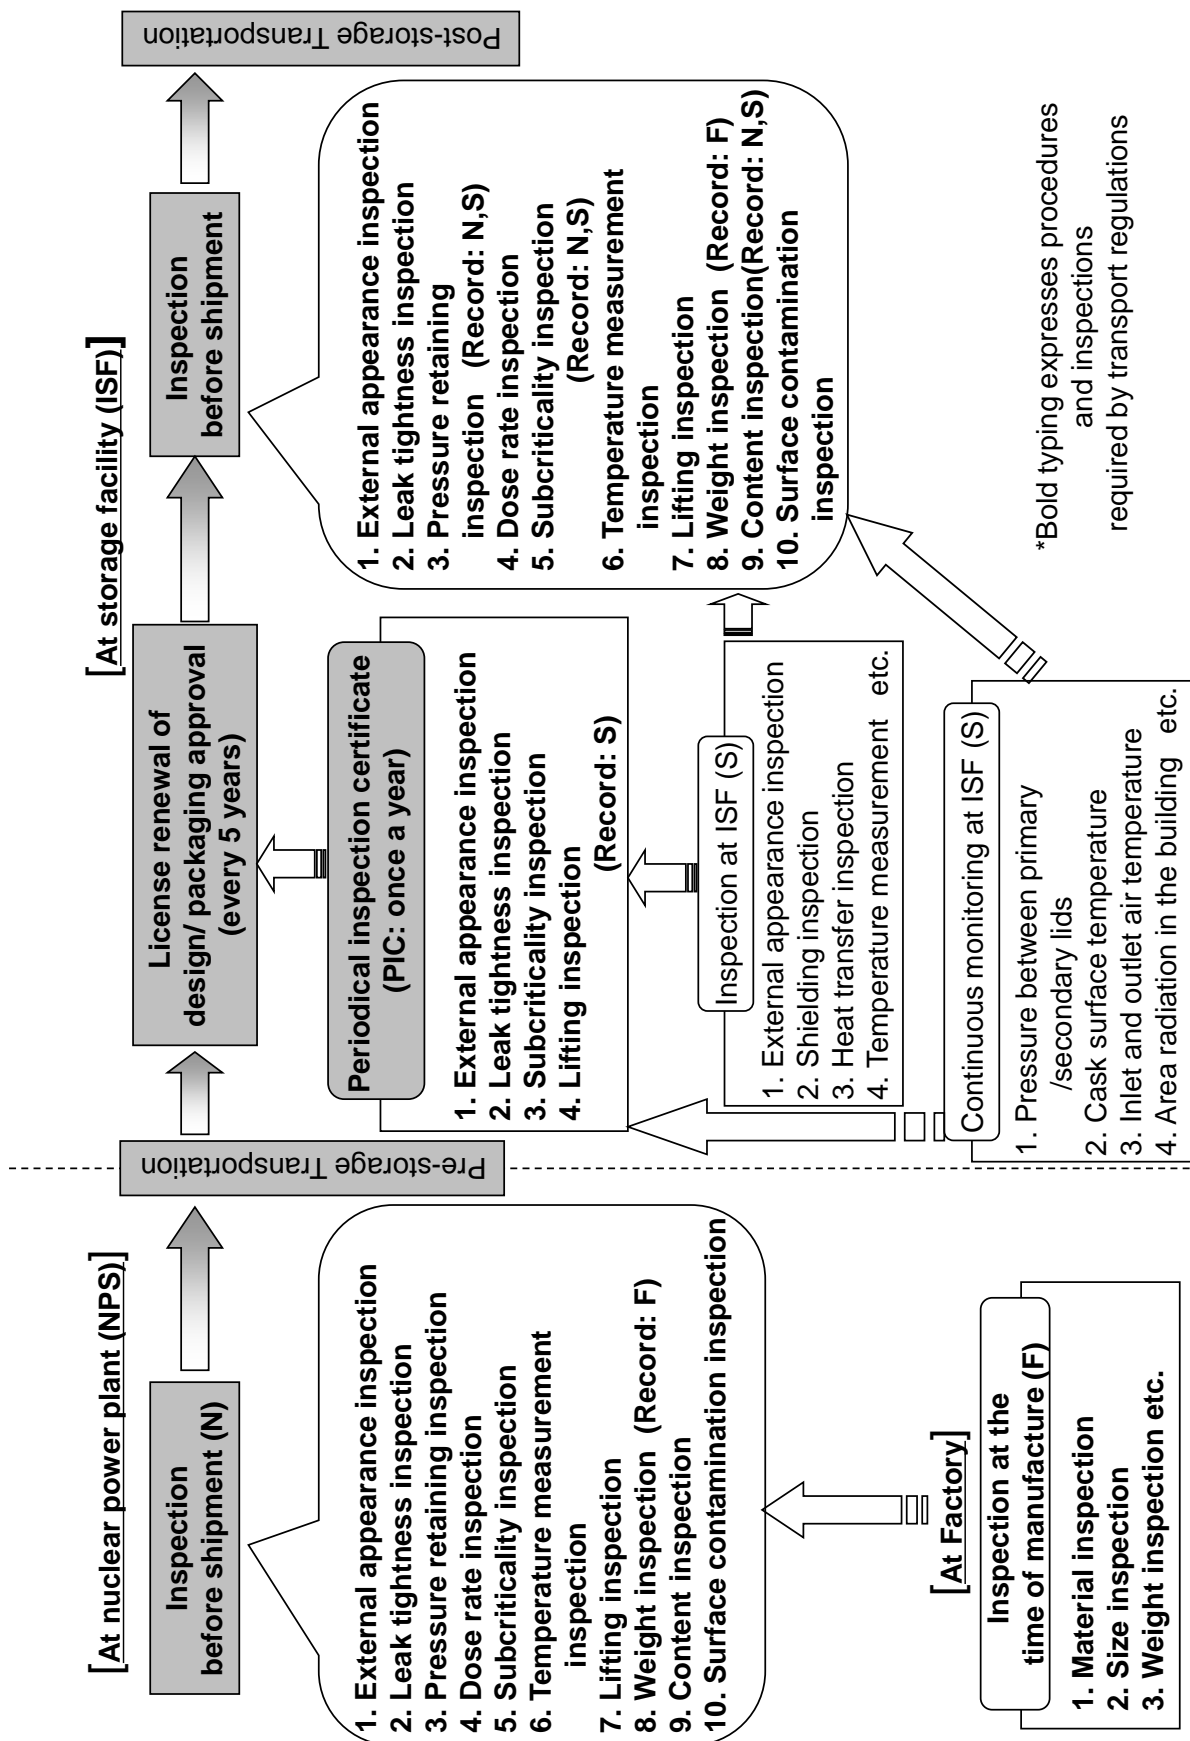 [At nuclear power plant (NPS)]
Inspection
before shipment (N)
1. External appearance inspection
2. Leak tightness inspection
3. Pressure retaining inspection
4. Dose rate inspection
5. Subcriticality inspection
6. Temperature measurement
inspection
7. Lifting inspection
8. Weight inspection (Record: F)
9. Content inspection
10. Surface contamination inspection
[At Factory]
Inspection at the
time of manufacture (F)
1. Material inspection
2. Size inspection
3. Weight inspection etc.
Pre-storage Transportation
[At storage facility (ISF)]
License renewal of
design/ packaging approval
(every 5 years)
Periodical inspection certificate
(PIC: once a year)
1. External appearance inspection
2. Leak tightness inspection
3. Subcriticality inspection
4. Lifting inspection
(Record: S)
Inspection at ISF (S)
1. External appearance inspection
2. Shielding inspection
3. Heat transfer inspection
4. Temperature measurement etc.
Continuous monitoring at ISF (S)
1. Pressure between primary
/secondary lids
2. Cask surface temperature
3. Inlet and outlet air temperature
4. Area radiation in the building etc.
Inspection
before shipment
1. External appearance inspection
2. Leak tightness inspection
3. Pressure retaining
inspection (Record: N,S)
4. Dose rate inspection
5. Subcriticality inspection
(Record: N,S)
6. Temperature measurement
inspection
7. Lifting inspection
8. Weight inspection (Record: F)
9. Content inspection(Record: N,S)
10. Surface contamination
inspection
Post-storage Transportation
*Bold typing expresses procedures
and inspections
required by transport regulations